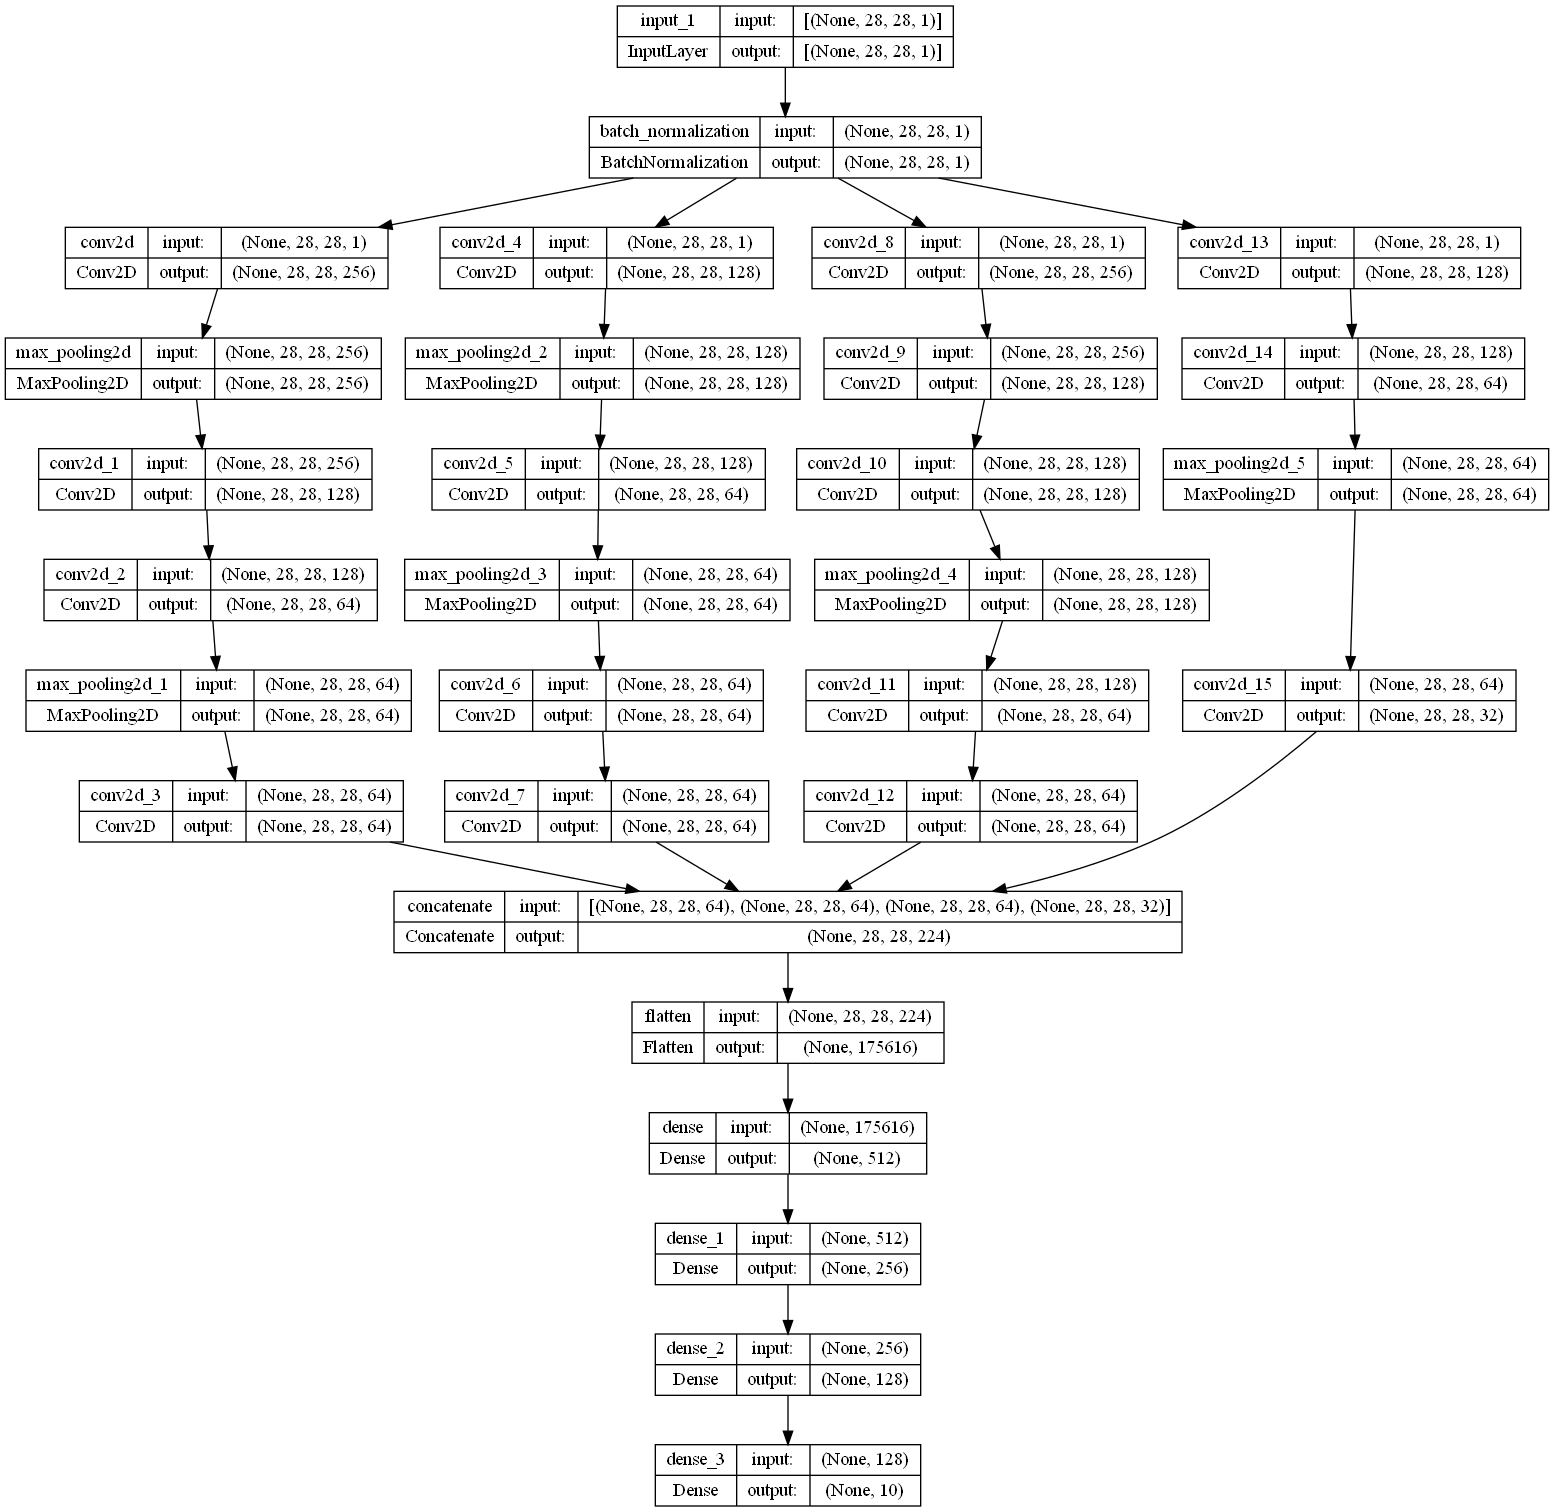 input_1 input: [(None, 28, 28, 1)]
InputLayer output: [(None, 28, 28, 1)]
batch_normalization input: (None, 28, 28, 1)
BatchNormalization output: (None, 28, 28, 1)
conv2d input: (None, 28, 28, 1)
Conv2D output: (None, 28, 28, 256)
conv2d_4 input: (None, 28, 28, 1)
Conv2D output: (None, 28, 28, 128)
conv2d_8 input: (None, 28, 28, 1)
Conv2D output: (None, 28, 28, 256)
conv2d_13 input: (None, 28, 28, 1)
Conv2D output: (None, 28, 28, 128)
max_pooling2d input: (None, 28, 28, 256)
MaxPooling2D output: (None, 28, 28, 256)
max_pooling2d_2 input: (None, 28, 28, 128)
MaxPooling2D output: (None, 28, 28, 128)
conv2d_9 input: (None, 28, 28, 256)
Conv2D output: (None, 28, 28, 128)
conv2d_14 input: (None, 28, 28, 128)
Conv2D output: (None, 28, 28, 64)
conv2d_1 input: (None, 28, 28, 256)
Conv2D output: (None, 28, 28, 128)
conv2d_5 input: (None, 28, 28, 128)
Conv2D output: (None, 28, 28, 64)
conv2d_10 input: (None, 28, 28, 128)
Conv2D output: (None, 28, 28, 128)
max_pooling2d_5 input: (None, 28, 28, 64)
MaxPooling2D output: (None, 28, 28, 64)
conv2d_2 input: (None, 28, 28, 128)
Conv2D output: (None, 28, 28, 64)
max_pooling2d_3 input: (None, 28, 28, 64)
MaxPooling2D output: (None, 28, 28, 64)
max_pooling2d_4 input: (None, 28, 28, 128)
MaxPooling2D output: (None, 28, 28, 128)
max_pooling2d_1 input: (None, 28, 28, 64)
MaxPooling2D output: (None, 28, 28, 64)
conv2d_6 input: (None, 28, 28, 64)
Conv2D output: (None, 28, 28, 64)
conv2d_11 input: (None, 28, 28, 128)
Conv2D output: (None, 28, 28, 64)
conv2d_15 input: (None, 28, 28, 64)
Conv2D output: (None, 28, 28, 32)
conv2d_3 input: (None, 28, 28, 64)
Conv2D output: (None, 28, 28, 64)
conv2d_7 input: (None, 28, 28, 64)
Conv2D output: (None, 28, 28, 64)
conv2d_12 input: (None, 28, 28, 64)
Conv2D output: (None, 28, 28, 64)
concatenate input: [(None, 28, 28, 64), (None, 28, 28, 64), (None, 28, 28, 64), (None, 28, 28, 32)]
Concatenate output: (None, 28, 28, 224)
flatten input: (None, 28, 28, 224)
Flatten output: (None, 175616)
dense input: (None, 175616)
Dense output: (None, 512)
dense_1 input: (None, 512)
Dense output: (None, 256)
dense_2 input: (None, 256)
Dense output: (None, 128)
dense_3 input: (None, 128)
Dense output: (None, 10)